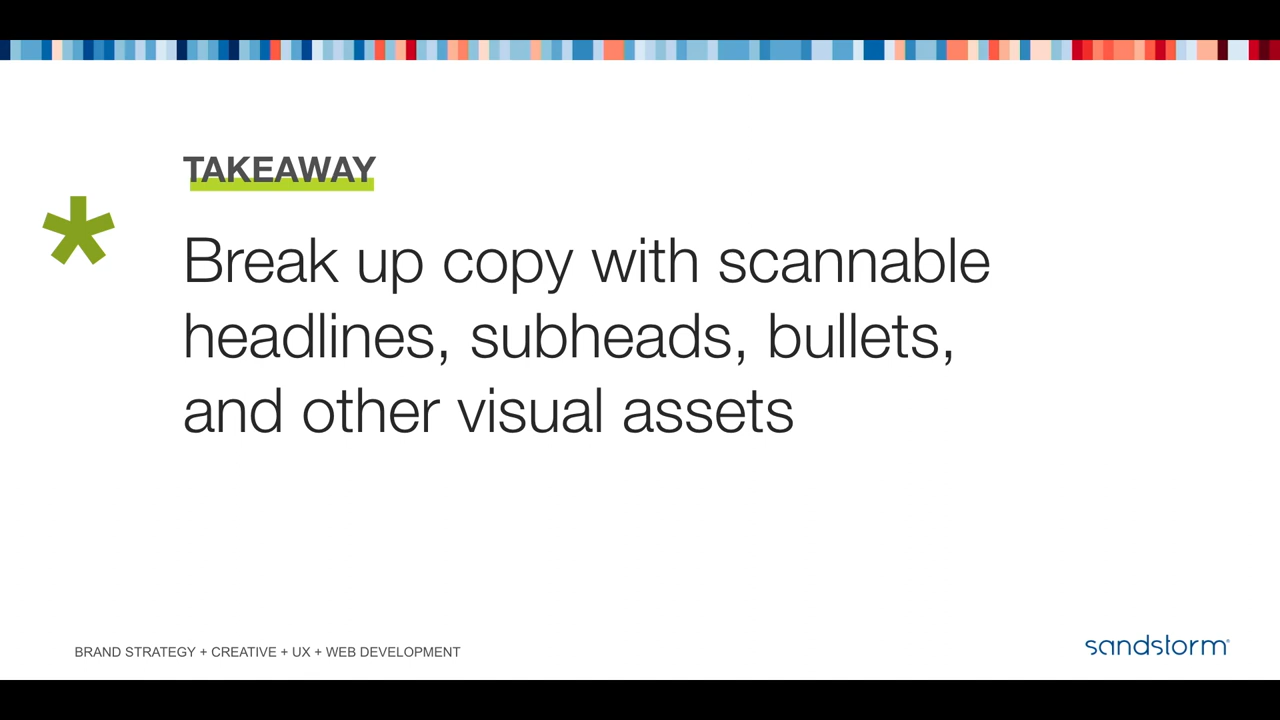 TAKEAWAY
*
Break up copy with scannable
headlines, subheads, bullets,
and other visual assets
BRAND STRATEGY + CREATIVE + UX + WEB DEVELOPMENT
sandstorm®